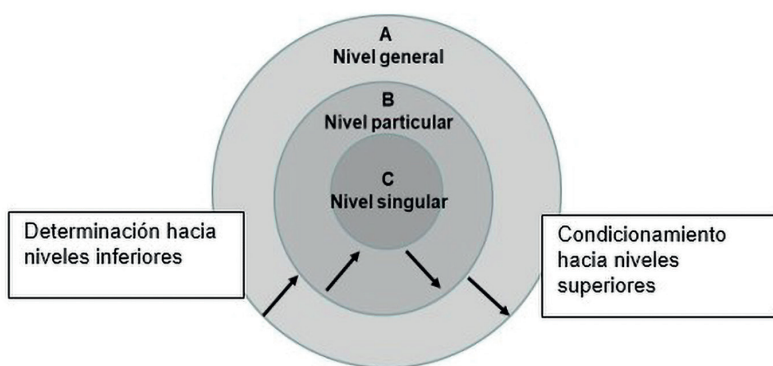 A
Nivel general
B
Nivel particular
C
Nivel singular
Determinación hacia
niveles inferiores
Condicionamiento
hacia niveles
superiores